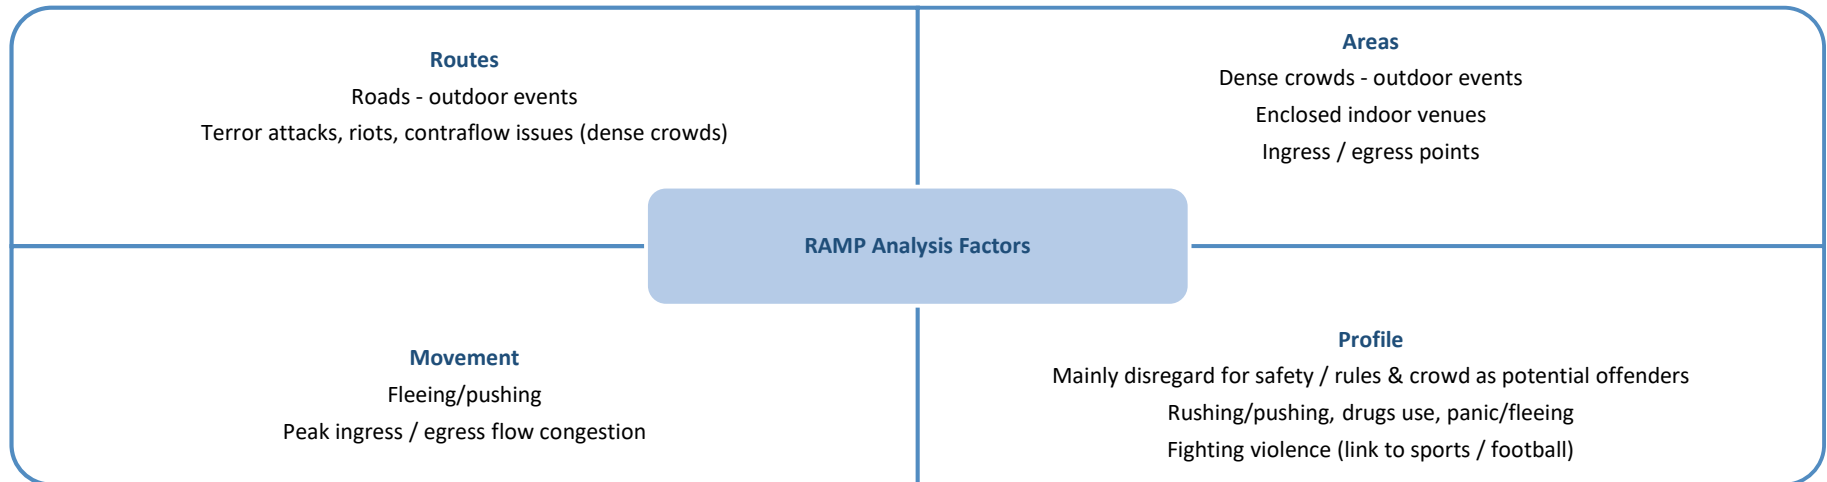 Routes
Roads - outdoor events
Terror attacks, riots, contraflow issues (dense crowds)
Areas
Dense crowds - outdoor events
Enclosed indoor venues
Ingress / egress points
RAMP Analysis Factors
Movement
Fleeing/pushing
Peak ingress / egress flow congestion
Profile
Mainly disregard for safety / rules & crowd as potential offenders
Rushing/pushing, drugs use, panic/fleeing
Fighting violence (link to sports / football)